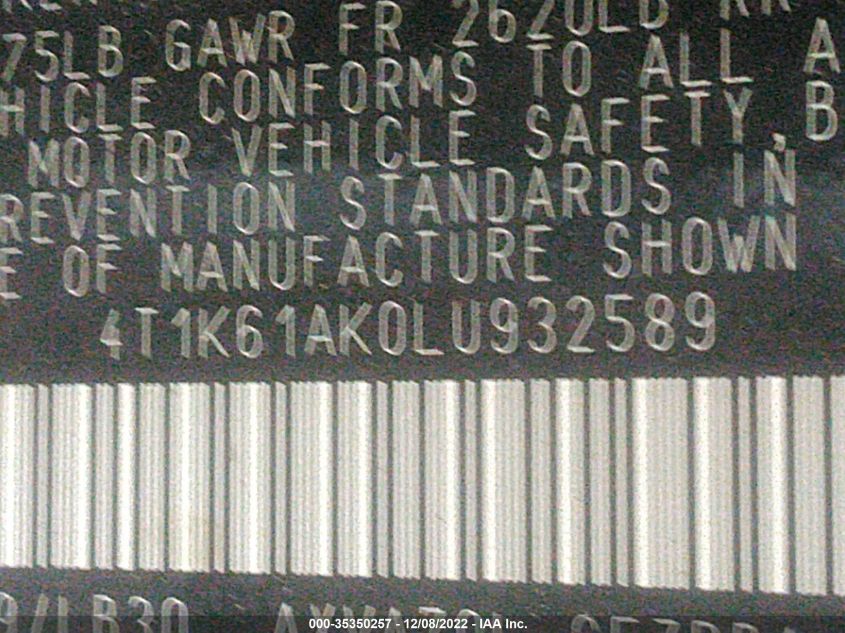 75LB GAWR FR 2620LB RR
HICLE CONFORMS TO ALL A
MOTOR VEHICLE SAFETY, B
REVENTION STANDARDS IN
E OF MANUFACTURE SHOWN
4T1K61AK0LU932589
000-35350257 - 12/08/2022 - IAA Inc.